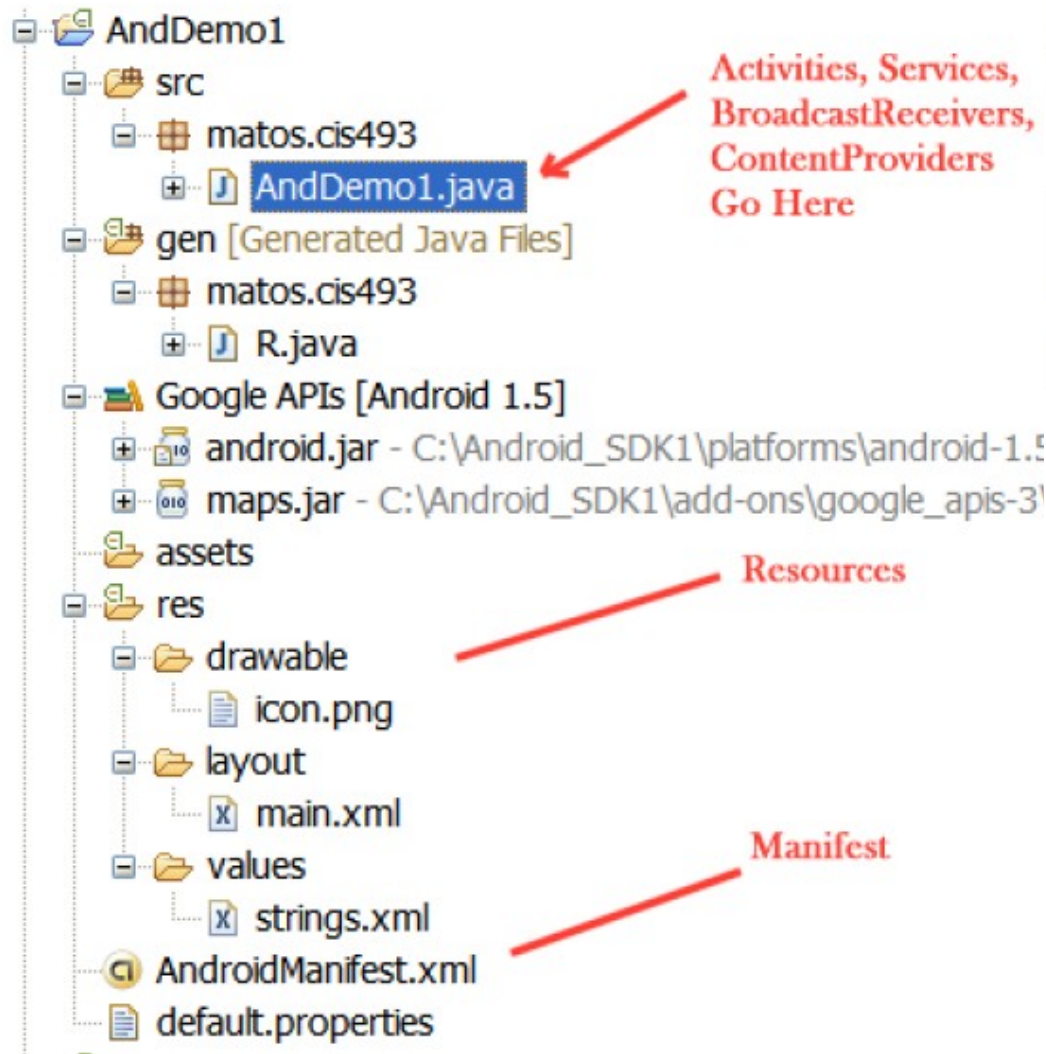 AndDemo1
src
matos.cis493
AndDemo1.java
Activities, Services,
BroadcastReceivers,
ContentProviders
Go Here
gen [Generated Java Files]
matos.cis493
R.java
Google APIs [Android 1.5]
android.jar - C:\Android_SDK1\platforms\android-1.5
maps.jar - C:\Android_SDK1\add-ons\google_apis-3\
assets
Resources
res
drawable
icon.png
layout
main.xml
Manifest
values
strings.xml
AndroidManifest.xml
default.properties